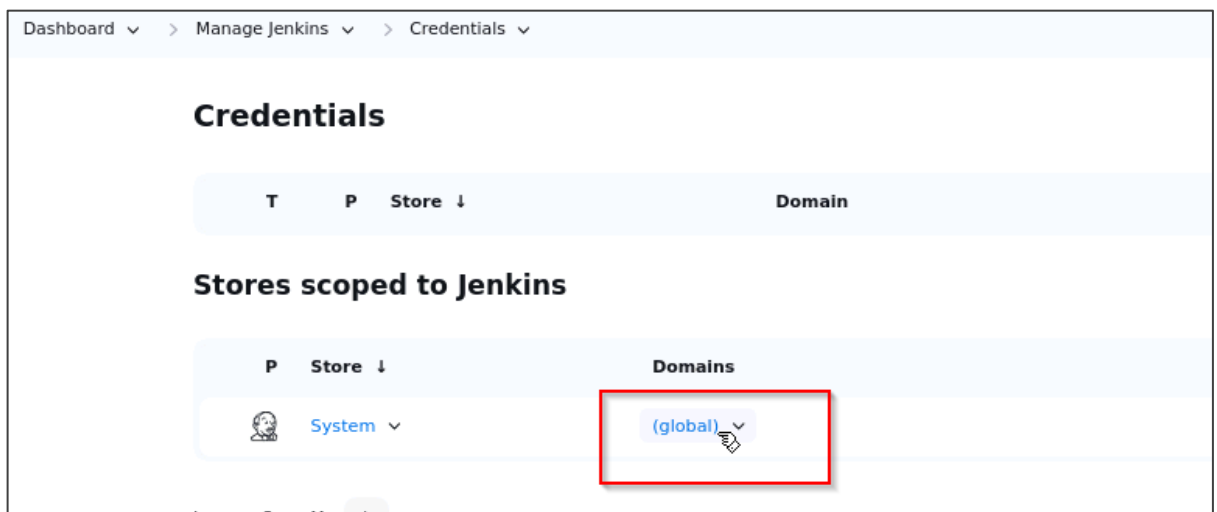 Dashboard > Manage Jenkins > Credentials
Credentials
T P Store ↓ Domain
Stores scoped to Jenkins
P Store ↓ Domains
System (global)